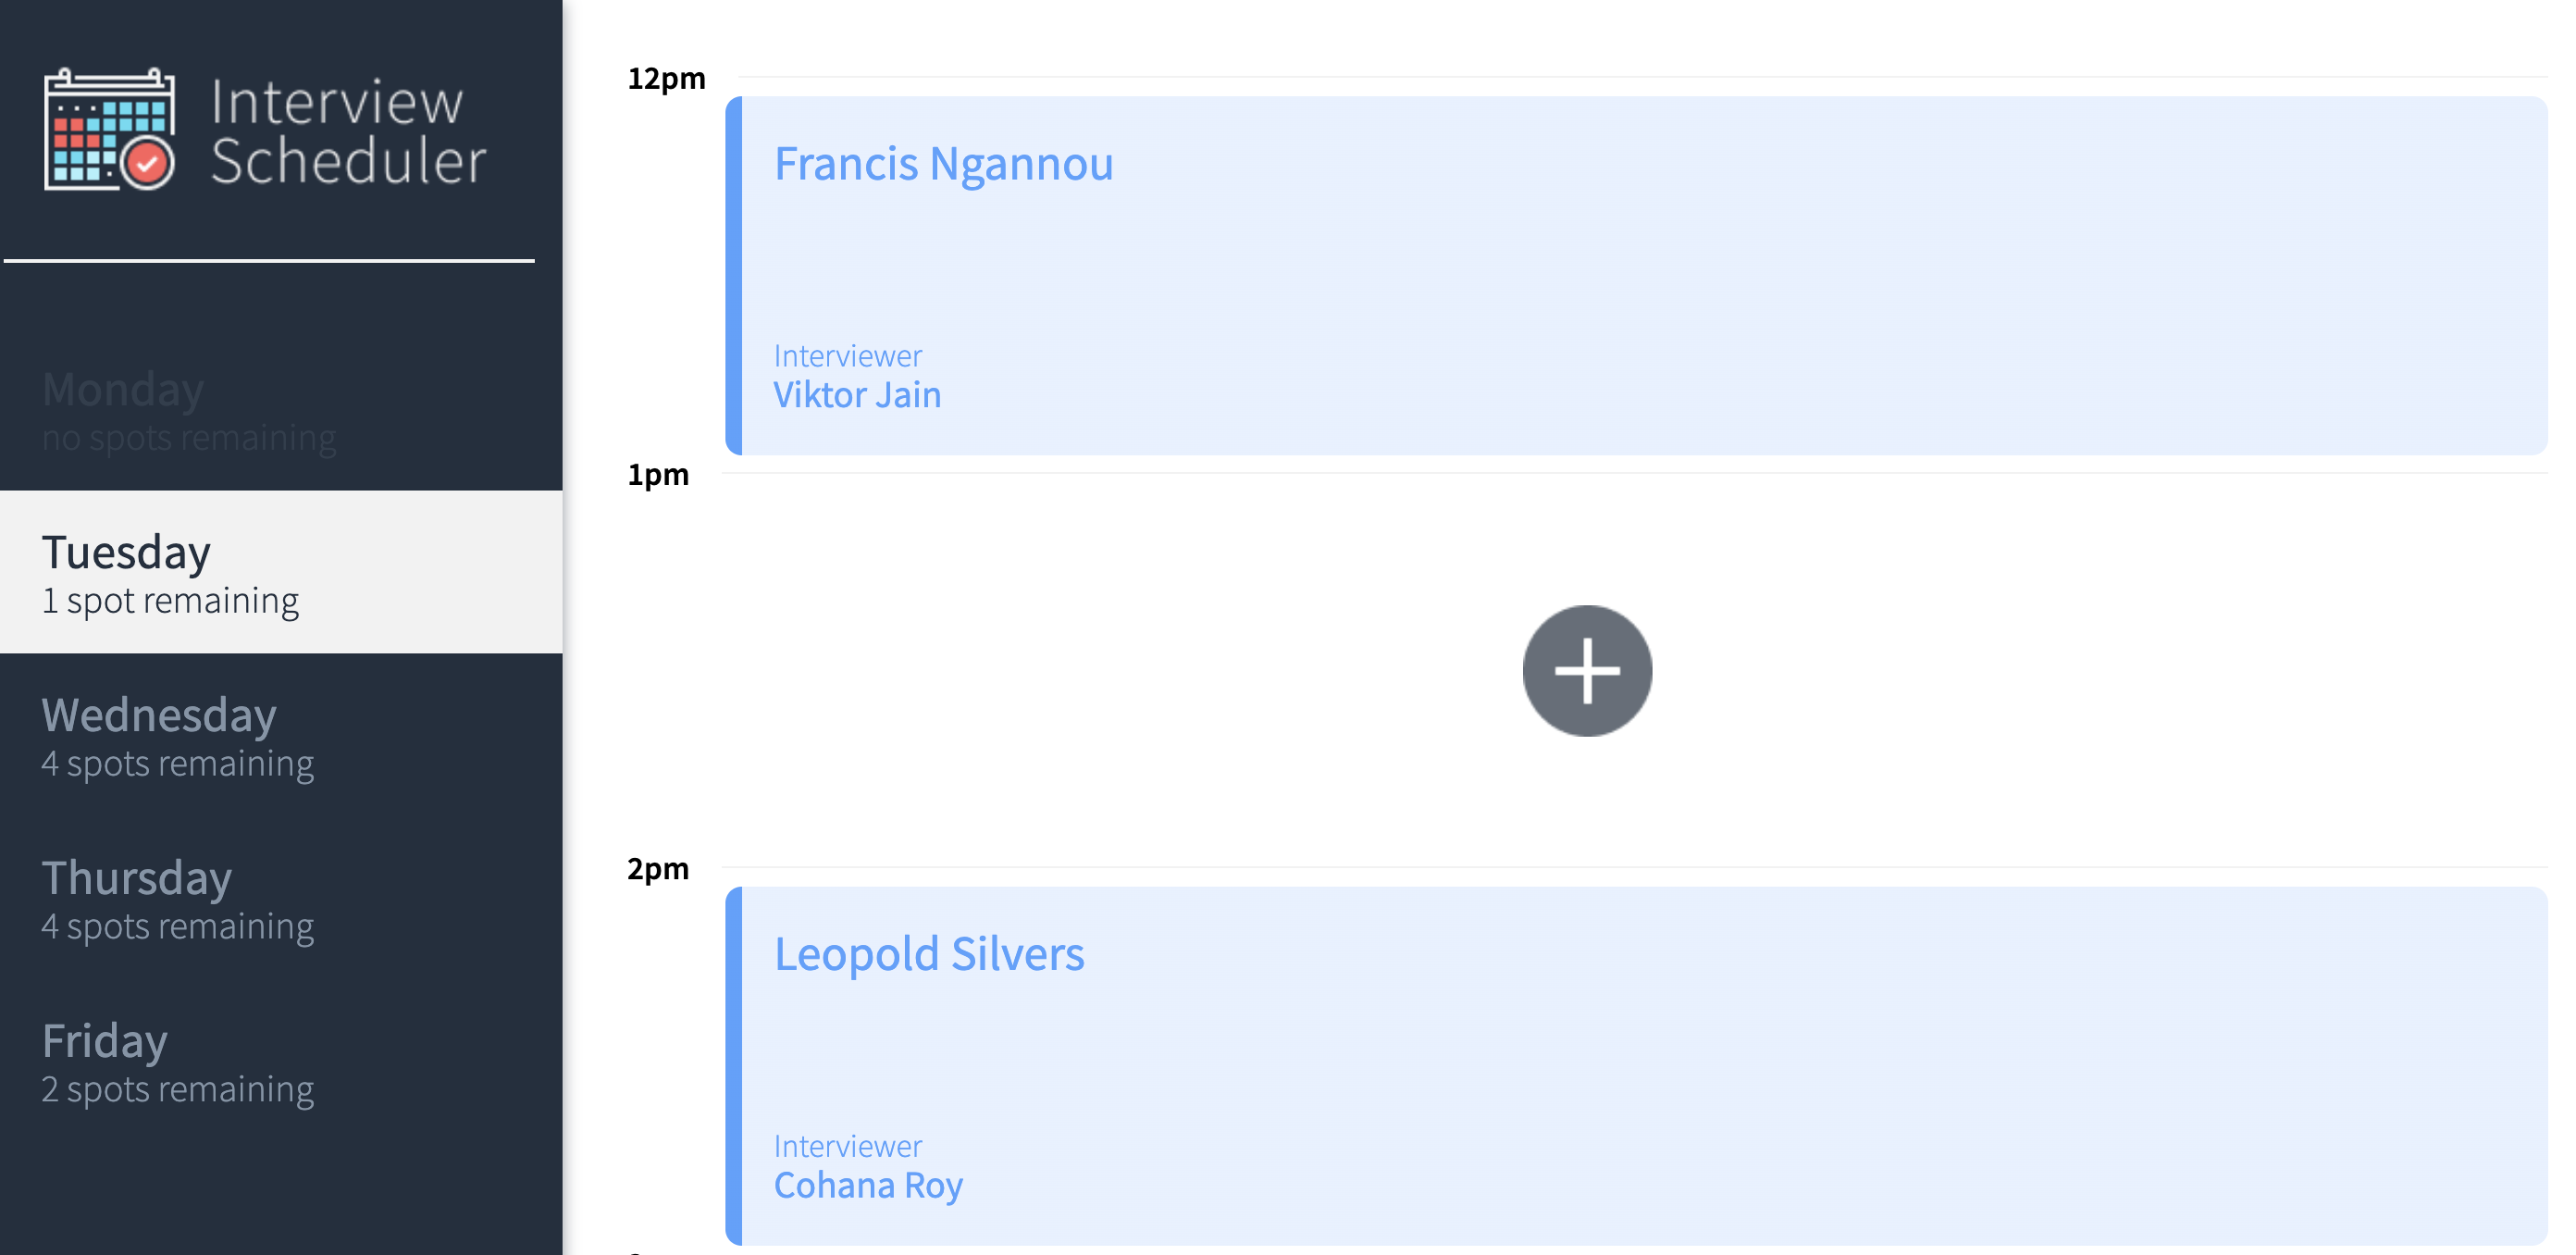 Interview
Scheduler
Monday
no spots remaining
Tuesday
1 spot remaining
Wednesday
4 spots remaining
Thursday
4 spots remaining
Friday
2 spots remaining
12pm
Francis Ngannou
Interviewer
Viktor Jain
1pm
2pm
Leopold Silvers
Interviewer
Cohana Roy